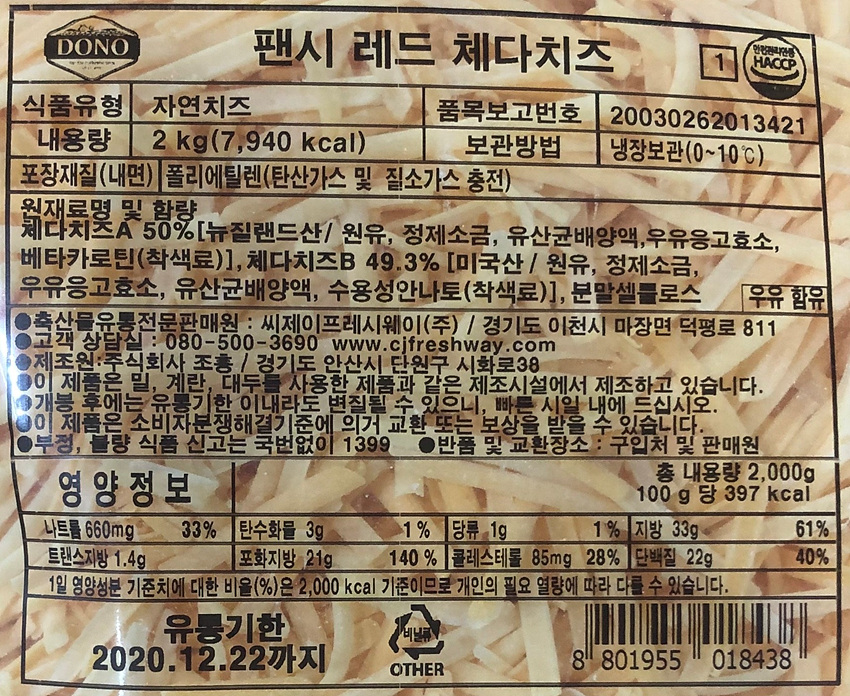 DONO
팬시 레드 체다치즈
1
안전관리인증
HACCP
식품유형 자연치즈 품목보고번호 20030262013421
내용량 2 kg(7,940 kcal) 보관방법 냉장보관(0~10℃)
포장재질(내면) 폴리에틸렌(탄산가스 및 질소가스 충전)
원재료명 및 함량
체다치즈A 50%[뉴질랜드산/ 원유, 정제소금, 유산균배양액,우유응고효소,
베타카로틴(착색료)], 체다치즈B 49.3% [미국산 / 원유, 정제소금,
우유응고효소, 유산균배양액, 수용성안나토(착색료)], 분말셀룰로스 우유 함유
●축산물유통전문판매원 : 씨제이프레시웨이(주) / 경기도 이천시 마장면 덕평로 811
●고객 상담실 : 080-500-3690 www.cjfreshway.com
●제조원:주식회사 조흥 / 경기도 안산시 단원구 시화로38
●이 제품은 밀, 계란, 대두를 사용한 제품과 같은 제조시설에서 제조하고 있습니다.
●개봉 후에는 유통기한 이내라도 변질될 수 있으니, 빠른 시일 내에 드십시오.
●이 제품은 소비자분쟁해결기준에 의거 교환 또는 보상을 받을 수 있습니다.
●부정, 불량 식품 신고는 국번없이 1399 ●반품 및 교환장소 : 구입처 및 판매원
영양정보
총 내용량 2,000g
100 g 당 397 kcal
나트륨 660mg 33% 탄수화물 3g 1% 당류 1g 1% 지방 33g 61%
트랜스지방 1.4g 포화지방 21g 140% 콜레스테롤 85mg 28% 단백질 22g 40%
1일 영양성분 기준치에 대한 비율(%)은 2,000 kcal 기준이므로 개인의 필요 열량에 따라 다를 수 있습니다.
유통기한
2020.12.22까지
비닐류
OTHER
8 801955 018438